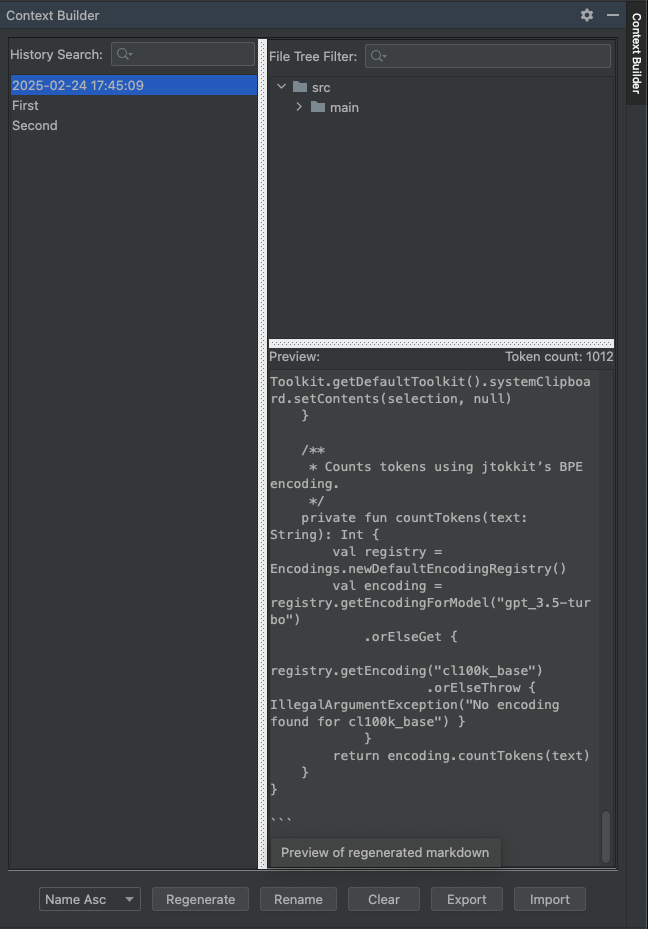 Context Builder
Context Builder
History Search:
2025-02-24 17:45:09
First
Second
File Tree Filter:
src
main
Preview:
Token count: 1012
Toolkit.getDefaultToolkit().systemClipboa
rd.setContents(selection, null)
    }
    /**
     * Counts tokens using jtokkit’s BPE
encoding.
     */
    private fun countTokens(text:
String): Int {
        val registry =
Encodings.newDefaultEncodingRegistry()
        val encoding =
registry.getEncodingForModel("gpt_3.5-tur
bo")
            .orElseGet {
registry.getEncoding("cl100k_base")
                    .orElseThrow {
IllegalArgumentException("No encoding
found for cl100k_base") }
            }
        return encoding.countTokens(text)
    }
}
```
Preview of regenerated markdown
Name Asc
Regenerate
Rename
Clear
Export
Import